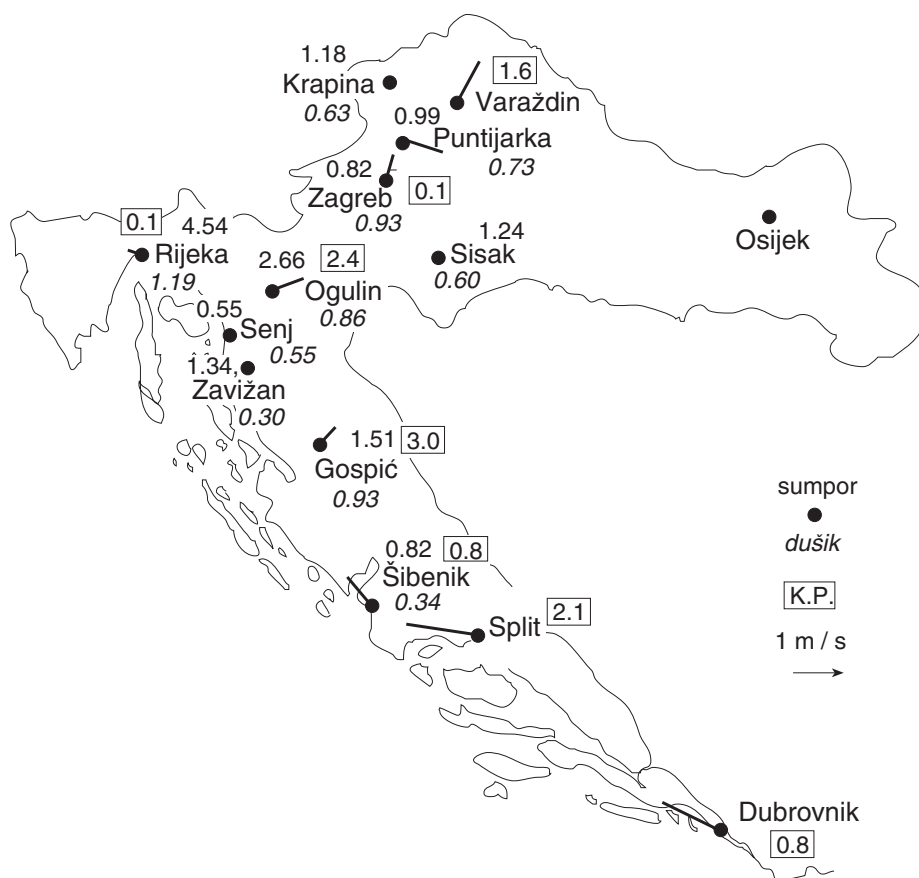 1.18
Krapina
0.63
1.6
Varaždin
0.99
Puntijarka
0.73
0.82
Zagreb
0.1
0.93
0.1
4.54
Rijeka
1.19
1.24
Sisak
0.60
Osijek
2.66
2.4
Ogulin
0.86
0.55
Senj
0.55
1.34,
Zavižan
0.30
1.51
3.0
Gospić
0.93
0.82
0.8
Šibenik
0.34
Split
2.1
sumpor
dušik
K.P.
1 m / s
Dubrovnik
0.8